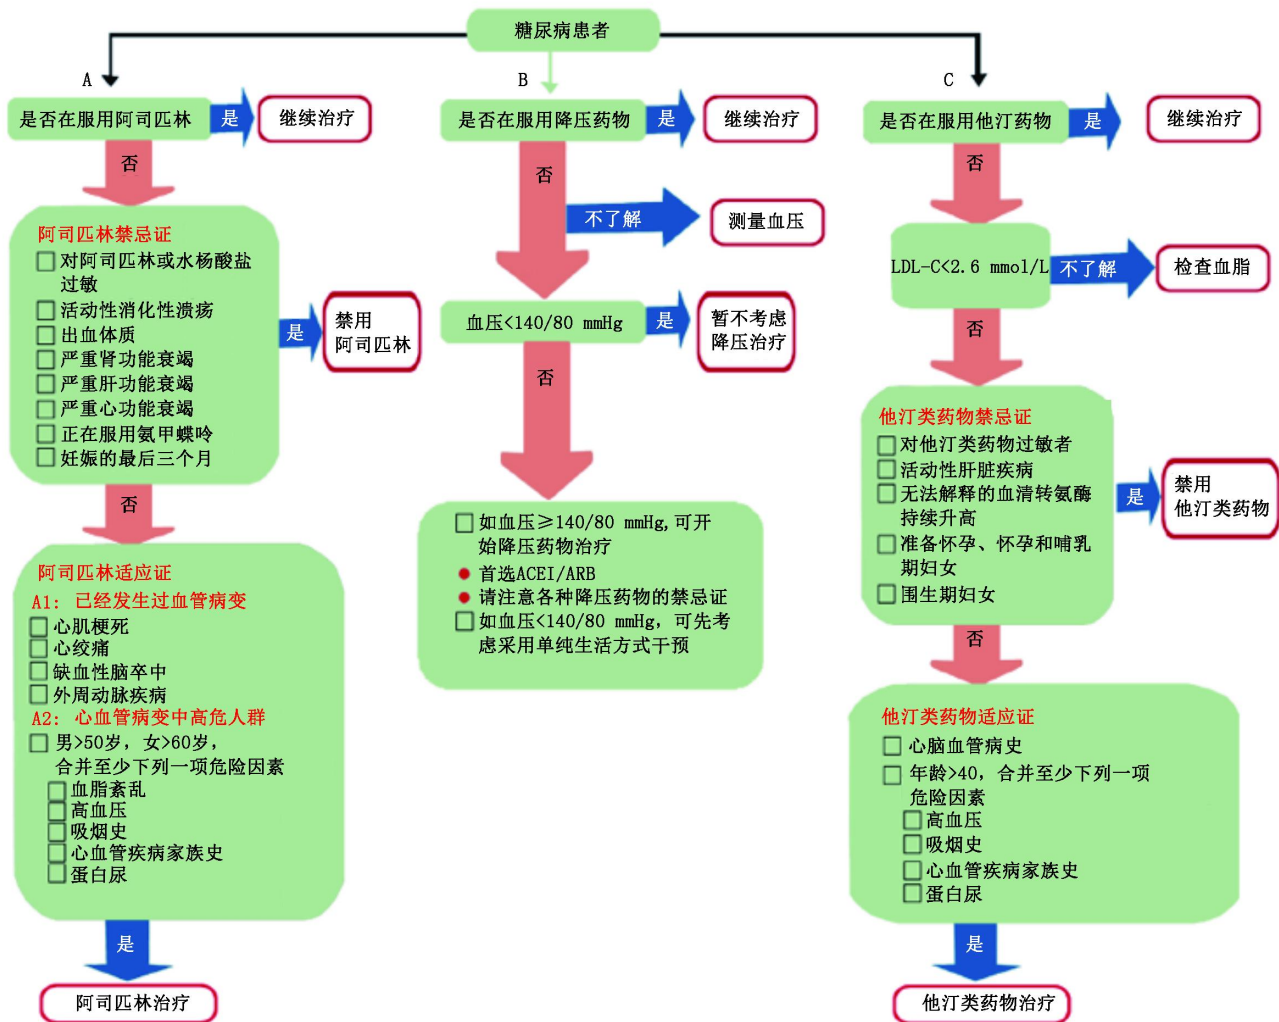 糖尿病患者
A
是否在服用阿司匹林
是
继续治疗
否
阿司匹林禁忌证
对阿司匹林或水杨酸盐
过敏
活动性消化性溃疡
出血体质
严重肾功能衰竭
严重肝功能衰竭
严重心功能衰竭
正在服用氨甲蝶呤
妊娠的最后三个月
是
禁用
阿司匹林
否
阿司匹林适应证
A1: 已经发生过血管病变
心肌梗死
心绞痛
缺血性脑卒中
外周动脉疾病
A2: 心血管病变中高危人群
男>50岁, 女>60岁,
合并至少下列一项危险因素
血脂紊乱
高血压
吸烟史
心血管疾病家族史
蛋白尿
是
阿司匹林治疗
B
是否在服用降压药物
是
继续治疗
否
不了解
测量血压
血压<140/80 mmHg
是
暂不考虑
降压治疗
否
如血压≥140/80 mmHg,可开
始降压药物治疗
首选ACEI/ARB
请注意各种降压药物的禁忌证
如血压<140/80 mmHg, 可先考
虑采用单纯生活方式干预
C
是否在服用他汀药物
是
继续治疗
否
LDL-C<2.6 mmol/L
不了解
检查血脂
否
他汀类药物禁忌证
对他汀类药物过敏者
活动性肝脏疾病
无法解释的血清转氨酶
持续升高
准备怀孕、怀孕和哺乳
期妇女
围生期妇女
是
禁用
他汀类药物
否
他汀类药物适应证
心脑血管病史
年龄>40, 合并至少下列一项
危险因素
高血压
吸烟史
心血管疾病家族史
蛋白尿
是
他汀类药物治疗